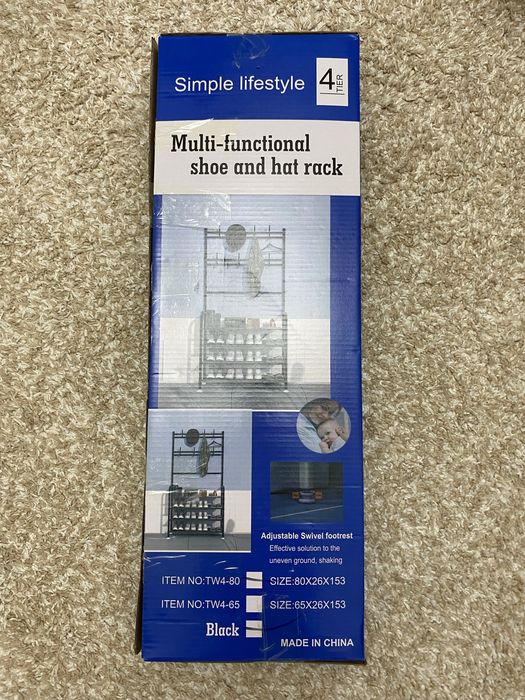 Simple lifestyle
4
TIER
Multi-functional
shoe and hat rack
Adjustable Swivel footrest
Effective solution to the
uneven ground, shaking
ITEM NO:TW4-80 SIZE:80X26X153
ITEM NO:TW4-65 SIZE:65X26X153
Black
MADE IN CHINA